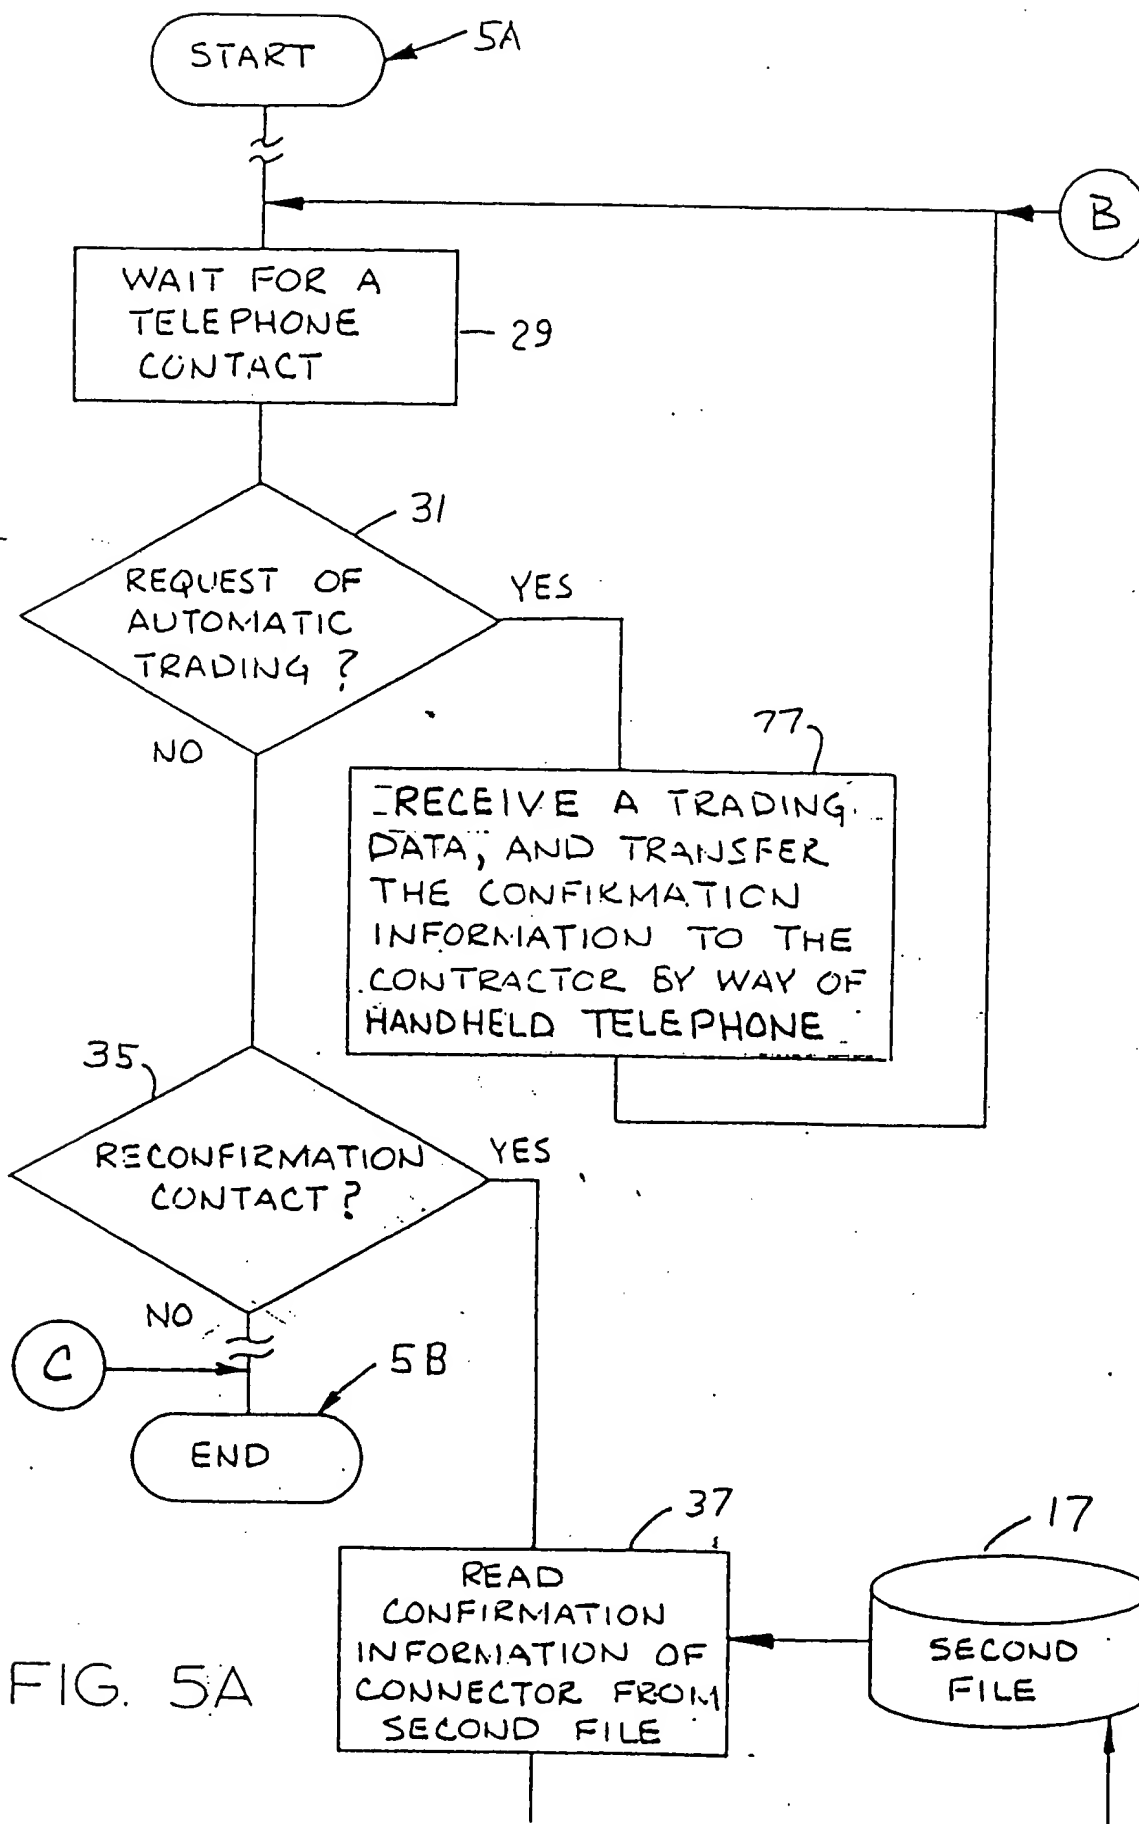 START
5A
B
WAIT FOR A
TELEPHONE
CONTACT
29
31
REQUEST OF
AUTOMATIC
TRADING ?
YES
NO
77
RECEIVE A TRADING
DATA, AND TRANSFER
THE CONFIRMATION
INFORMATION TO THE
CONTRACTOR BY WAY OF
HANDHELD TELEPHONE
35
RECONFIRMATION
CONTACT ?
YES
NO
C
5B
END
37
READ
CONFIRMATION
INFORMATION OF
CONNECTOR FROM
SECOND FILE
17
SECOND
FILE
FIG. 5A